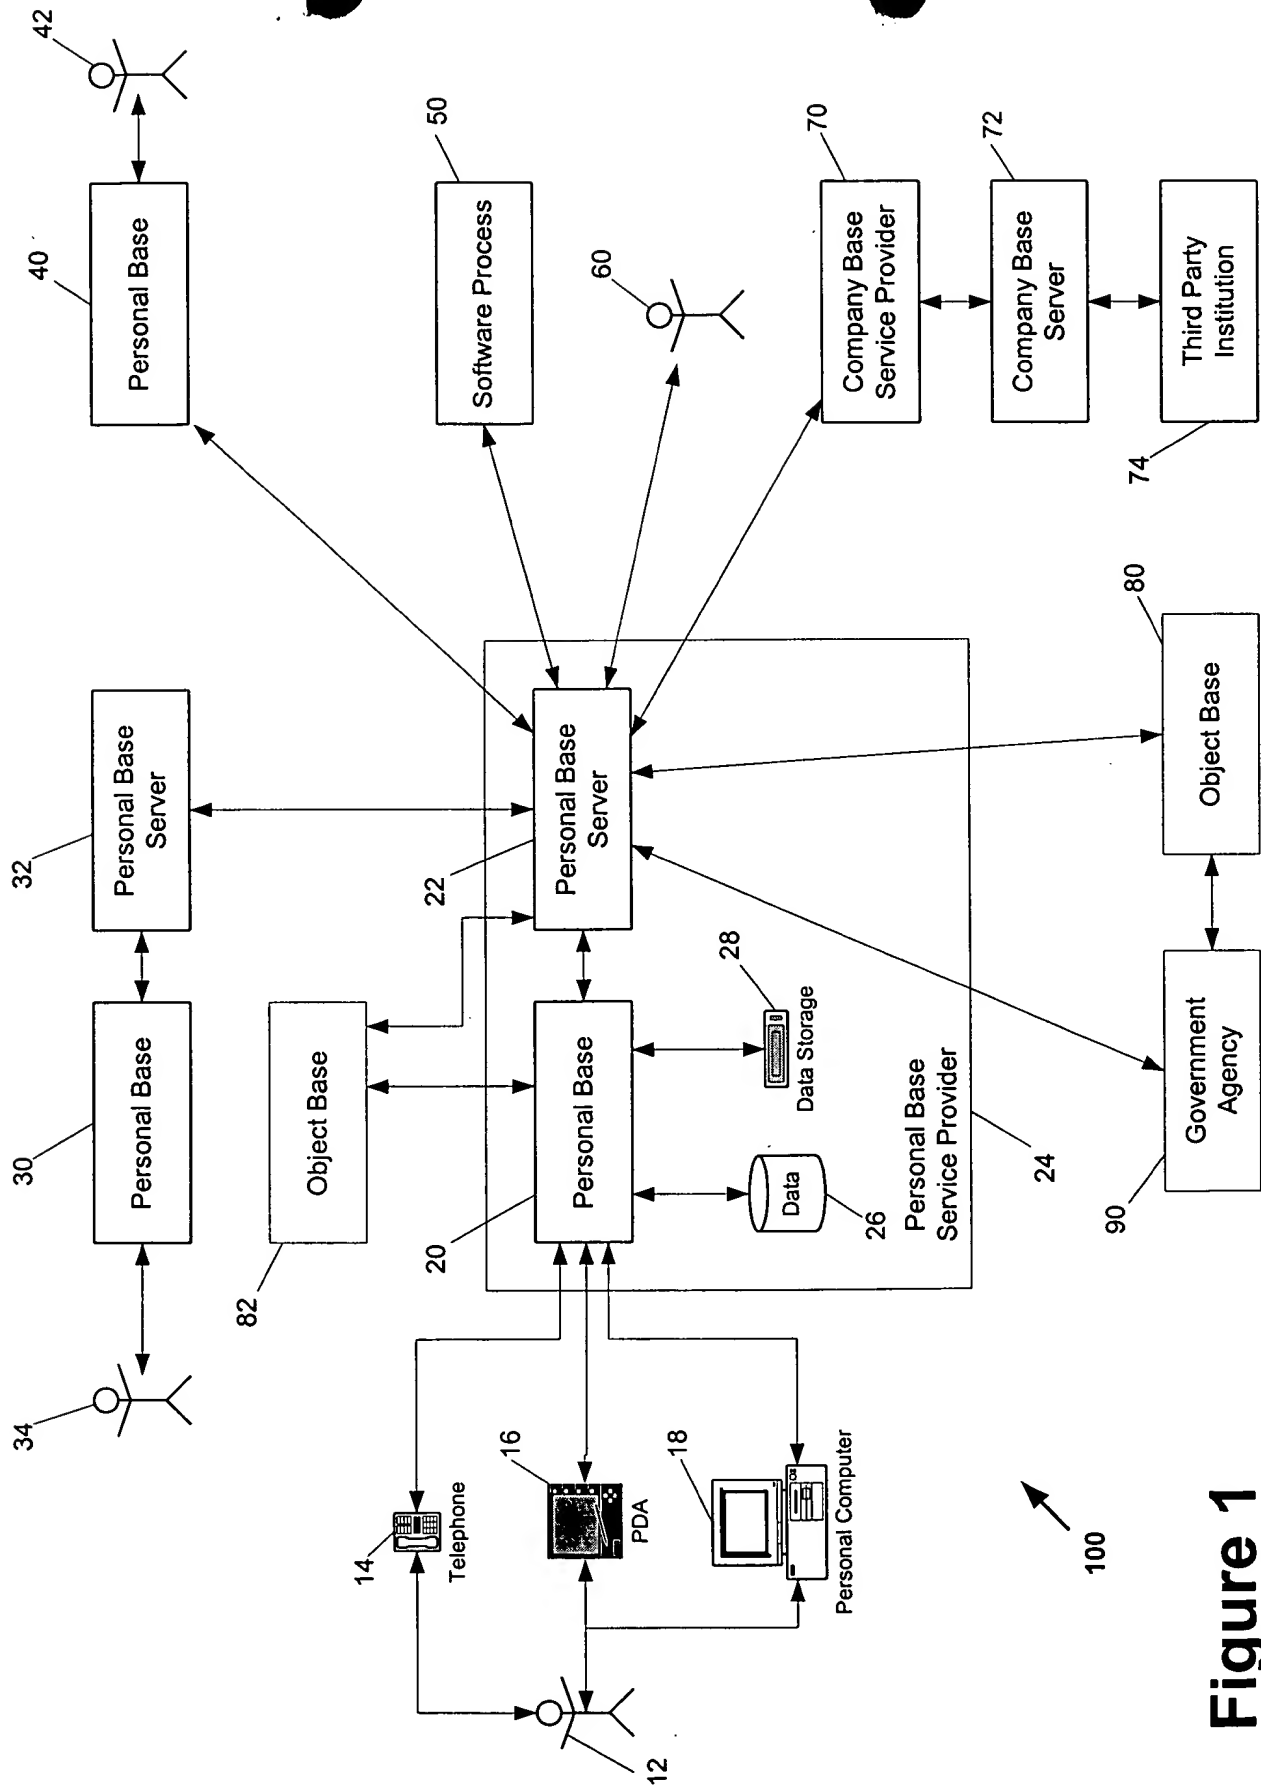 34
30
Personal Base
32
Personal Base
Server
40
Personal Base
42
82
Object Base
50
Software Process
60
14
Telephone
16
PDA
18
Personal Computer
12
20
Personal Base
22
Personal Base
Server
26
Data
28
Data Storage
Personal Base
Service Provider
24
70
Company Base
Service Provider
72
Company Base
Server
74
Third Party
Institution
90
Government
Agency
80
Object Base
100
Figure 1